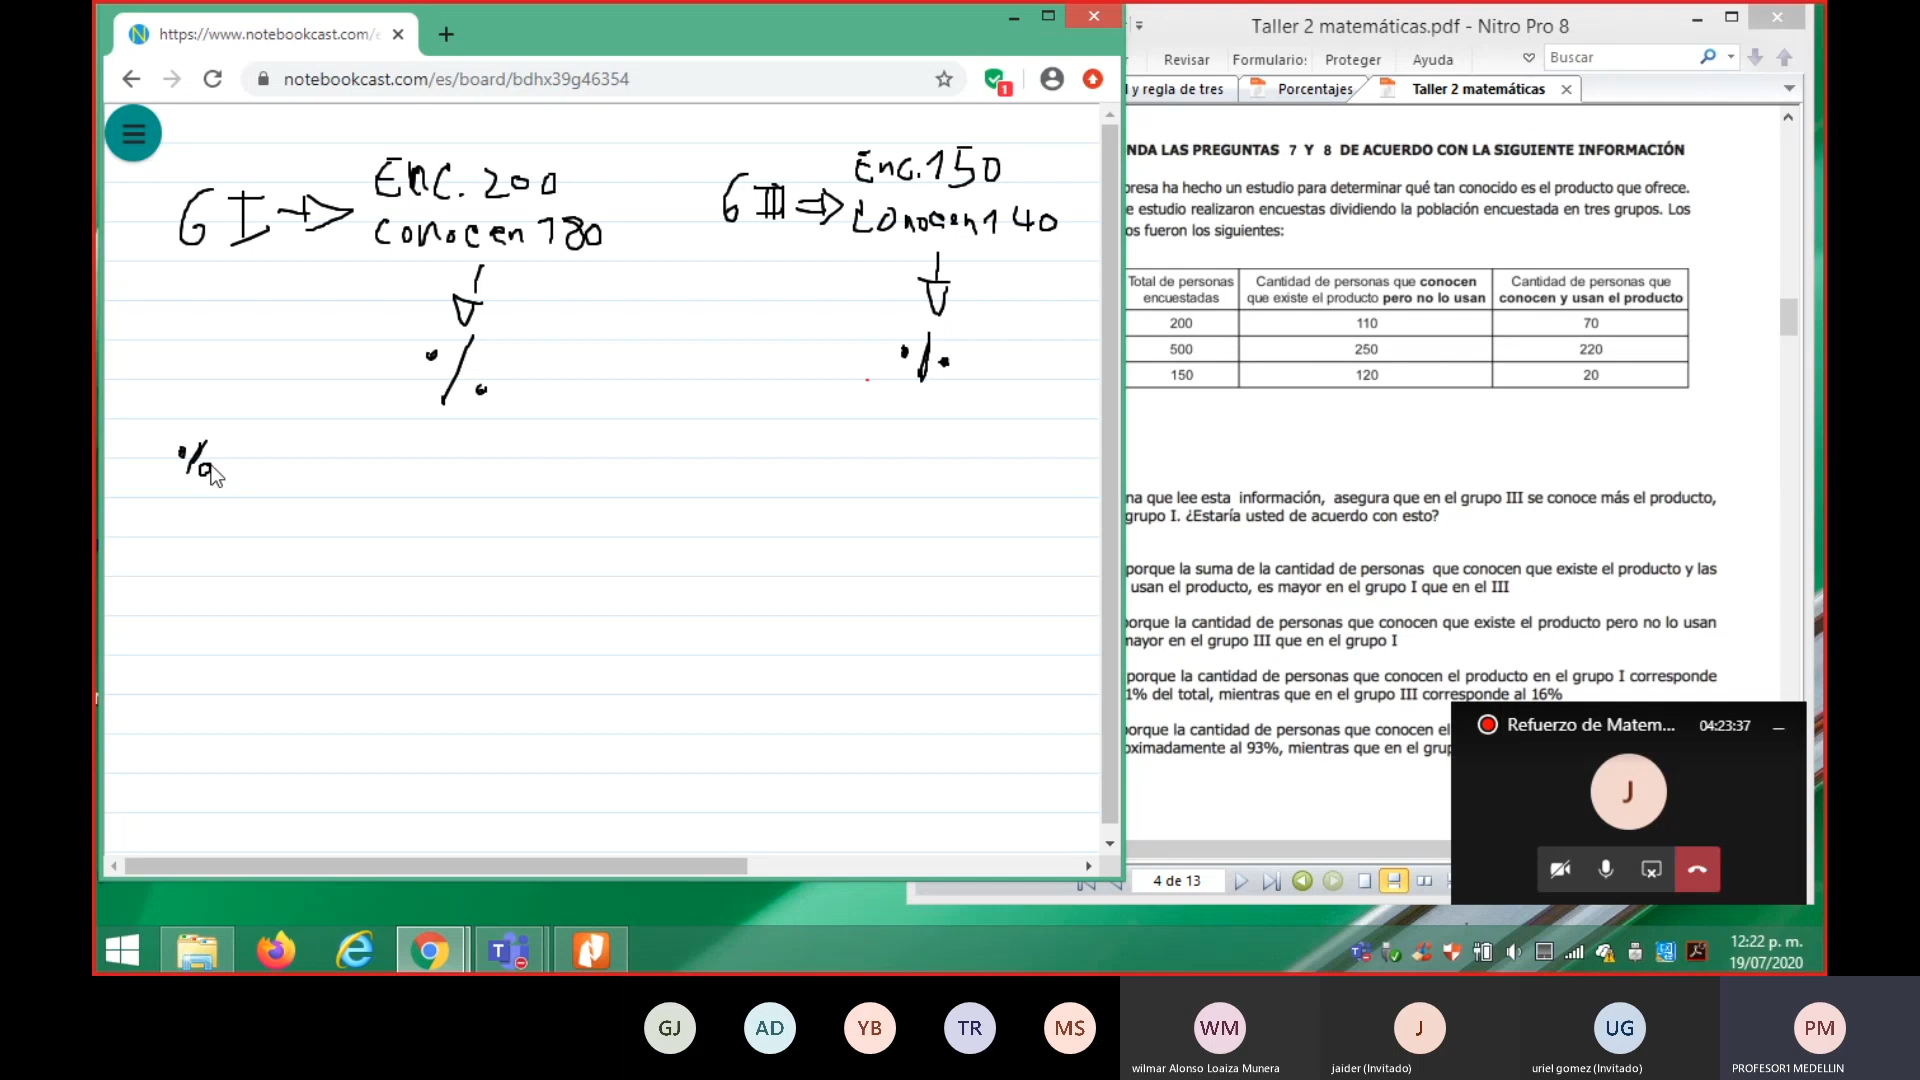 https://www.notebookcast.com/e
notebookcast.com/es/board/bdhx39g46354
1
Enc. 200
G I ⇒ conocen 180
%
Enc. 150
G III ⇒ conocen 140
%
%
Taller 2 matemáticas.pdf - Nitro Pro 8
Revisar Formularios Proteger Ayuda Buscar
l y regla de tres Porcentajes Taller 2 matemáticas
NDA LAS PREGUNTAS 7 Y 8 DE ACUERDO CON LA SIGUIENTE INFORMACIÓN
presa ha hecho un estudio para determinar qué tan conocido es el producto que ofrece.
e estudio realizaron encuestas dividiendo la población encuestada en tres grupos. Los
os fueron los siguientes:
Total de personas encuestadas Cantidad de personas que conocen que existe el producto pero no lo usan Cantidad de personas que conocen y usan el producto
200 110 70
500 250 220
150 120 20
na que lee esta información, asegura que en el grupo III se conoce más el producto,
grupo I. ¿Estaría usted de acuerdo con esto?
porque la suma de la cantidad de personas que conocen que existe el producto y las
usan el producto, es mayor en el grupo I que en el III
porque la cantidad de personas que conocen que existe el producto pero no lo usan
mayor en el grupo III que en el grupo I
porque la cantidad de personas que conocen el producto en el grupo I corresponde
1% del total, mientras que en el grupo III corresponde al 16%
porque la cantidad de personas que conocen el
oximadamente al 93%, mientras que en el grup
Refuerzo de Matem... 04:23:37
J
4 de 13
12:22 p. m.
19/07/2020
GJ AD YB TR MS WM J UG PM
wilmar Alonso Loaiza Munera jaider (Invitado) uriel gomez (Invitado) PROFESOR1 MEDELLIN